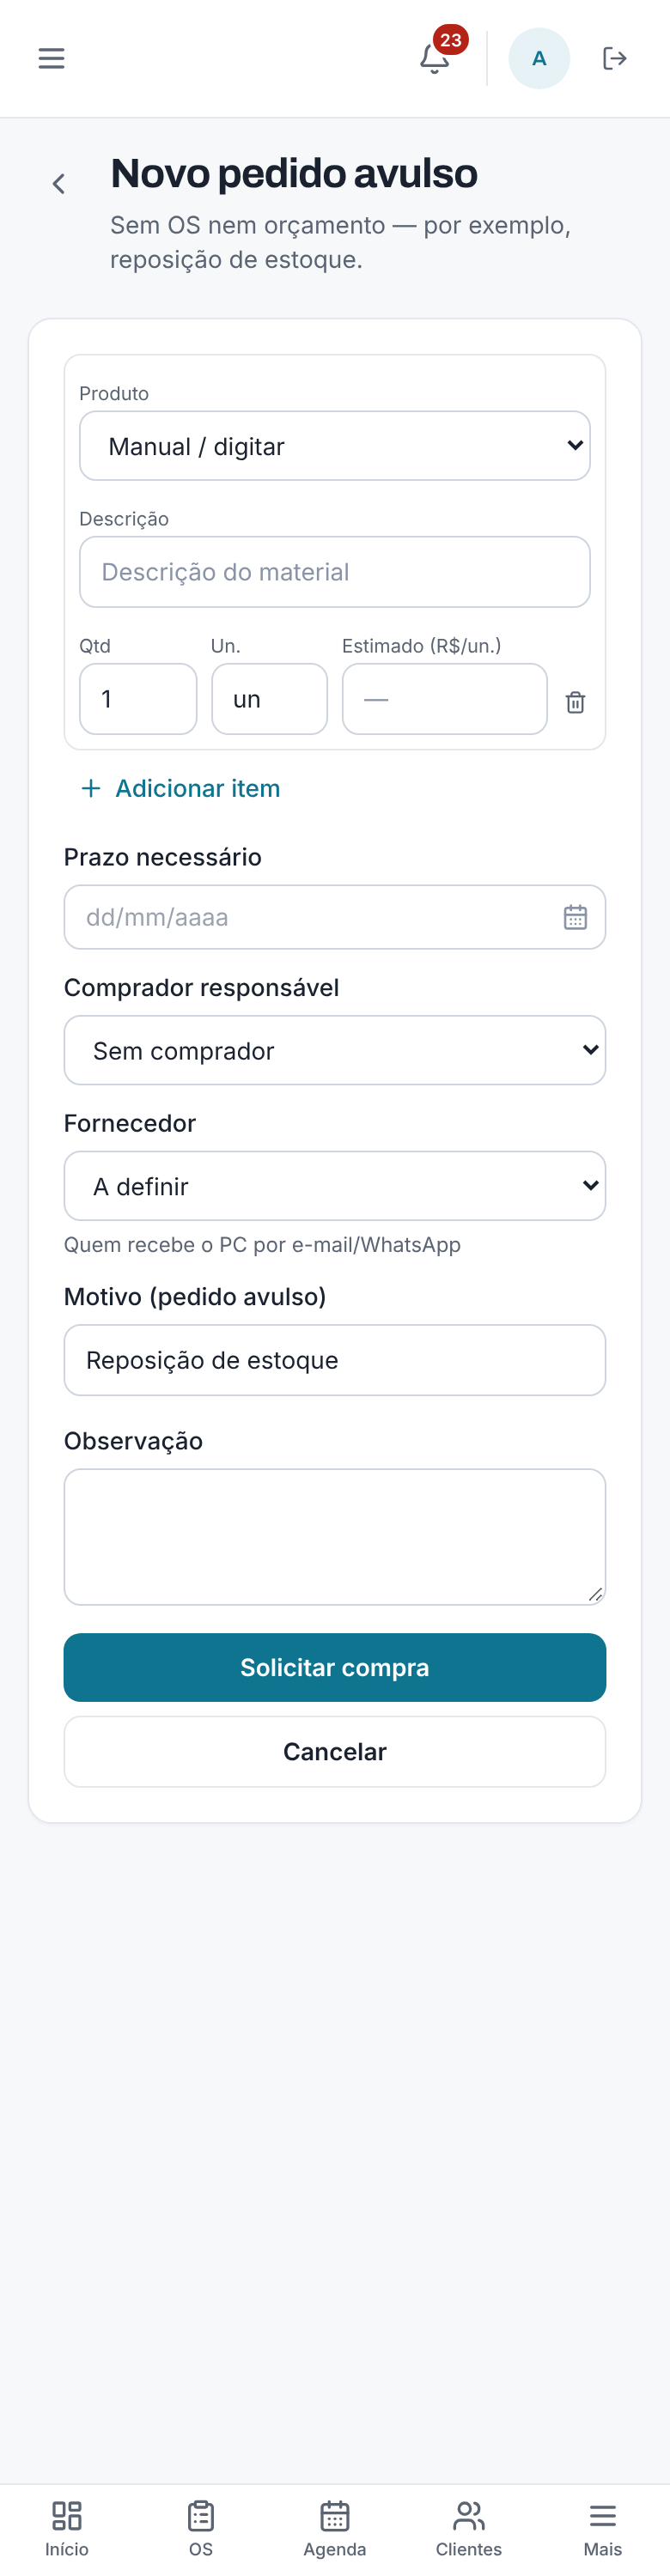 23
A
Novo pedido avulso
Sem OS nem orçamento — por exemplo,
reposição de estoque.
Produto
Manual / digitar
Descrição
Descrição do material
Qtd Un. Estimado (R$/un.)
1 un —
Adicionar item
Prazo necessário
dd/mm/aaaa
Comprador responsável
Sem comprador
Fornecedor
A definir
Quem recebe o PC por e-mail/WhatsApp
Motivo (pedido avulso)
Reposição de estoque
Observação
Solicitar compra
Cancelar
Início OS Agenda Clientes Mais